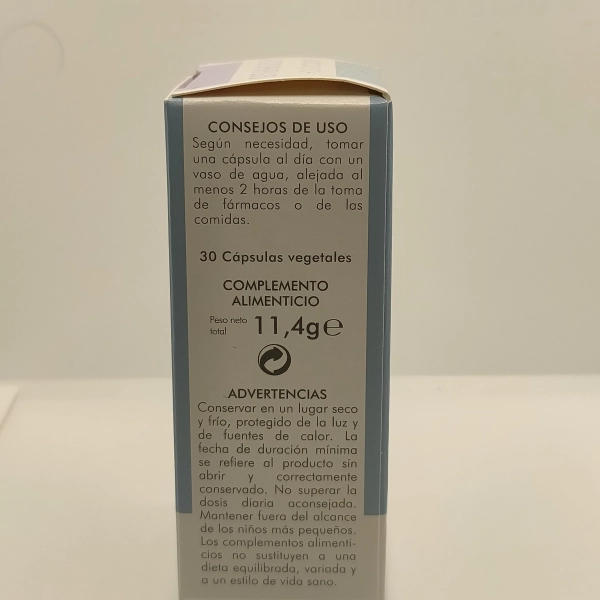 CONSEJOS DE USO
Según necesidad, tomar
una cápsula al día con un
vaso de agua, alejada al
menos 2 horas de la toma
de fármacos o de las
comidas.
30 Cápsulas vegetales
COMPLEMENTO
ALIMENTICIO
Peso neto
total 11,4g℮
ADVERTENCIAS
Conservar en un lugar seco
y frío, protegido de la luz y
de fuentes de calor. La
fecha de duración mínima
se refiere al producto sin
abrir y correctamente
conservado. No superar la
dosis diaria aconsejada.
Mantener fuera del alcance
de los niños más pequeños.
Los complementos alimenti-
cios no sustituyen a una
dieta equilibrada, variada y
a un estilo de vida sano.